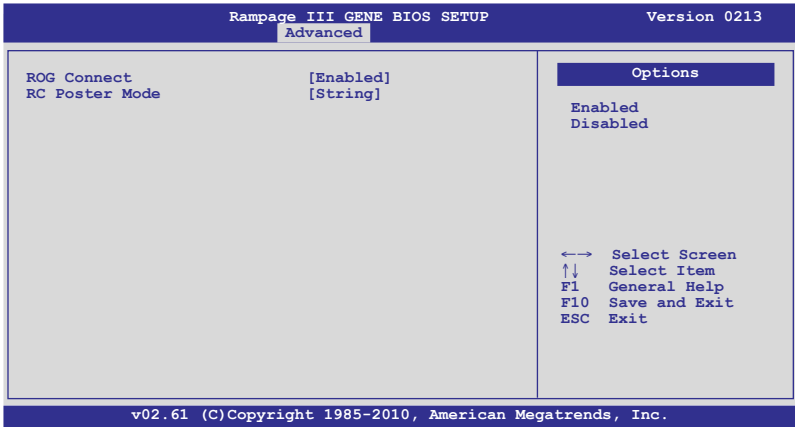 Rampage III GENE BIOS SETUP Version 0213
Advanced
ROG Connect [Enabled]
RC Poster Mode [String]
Options
Enabled
Disabled
←→ Select Screen
↑↓ Select Item
F1 General Help
F10 Save and Exit
ESC Exit
v02.61 (C)Copyright 1985-2010, American Megatrends, Inc.